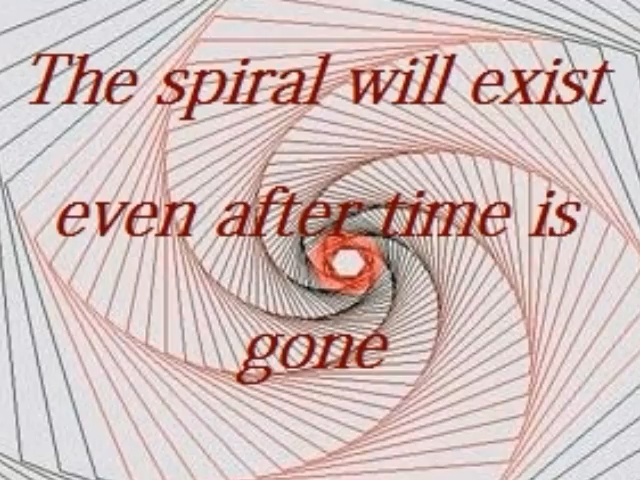 The spiral will exist
even after time is
gone